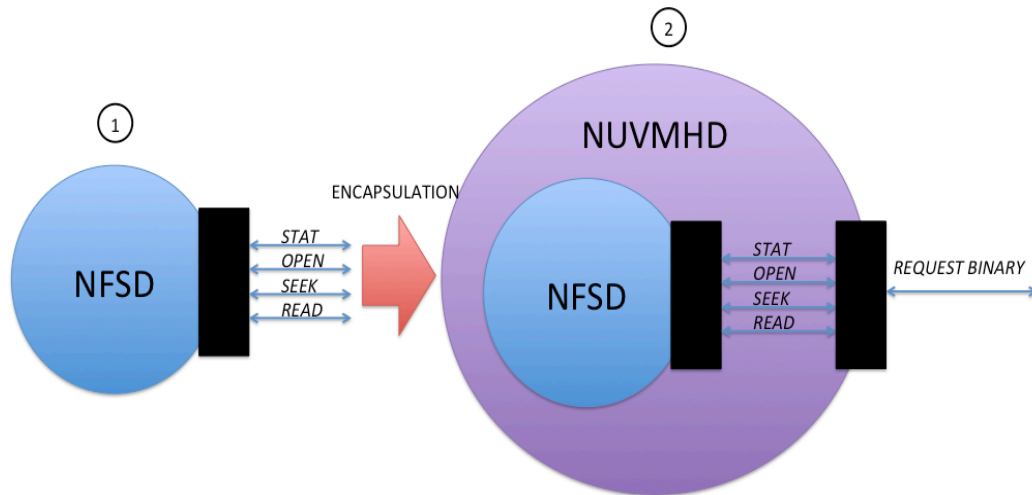 1
NFSD
STAT
OPEN
SEEK
READ
ENCAPSULATION
2
NUVMHD
NFSD
STAT
OPEN
SEEK
READ
REQUEST BINARY